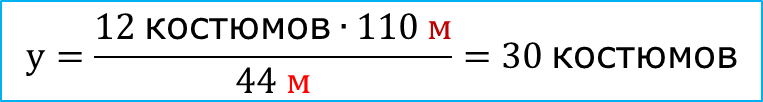 у = 12 костюмов · 110 м / 44 м = 30 костюмов